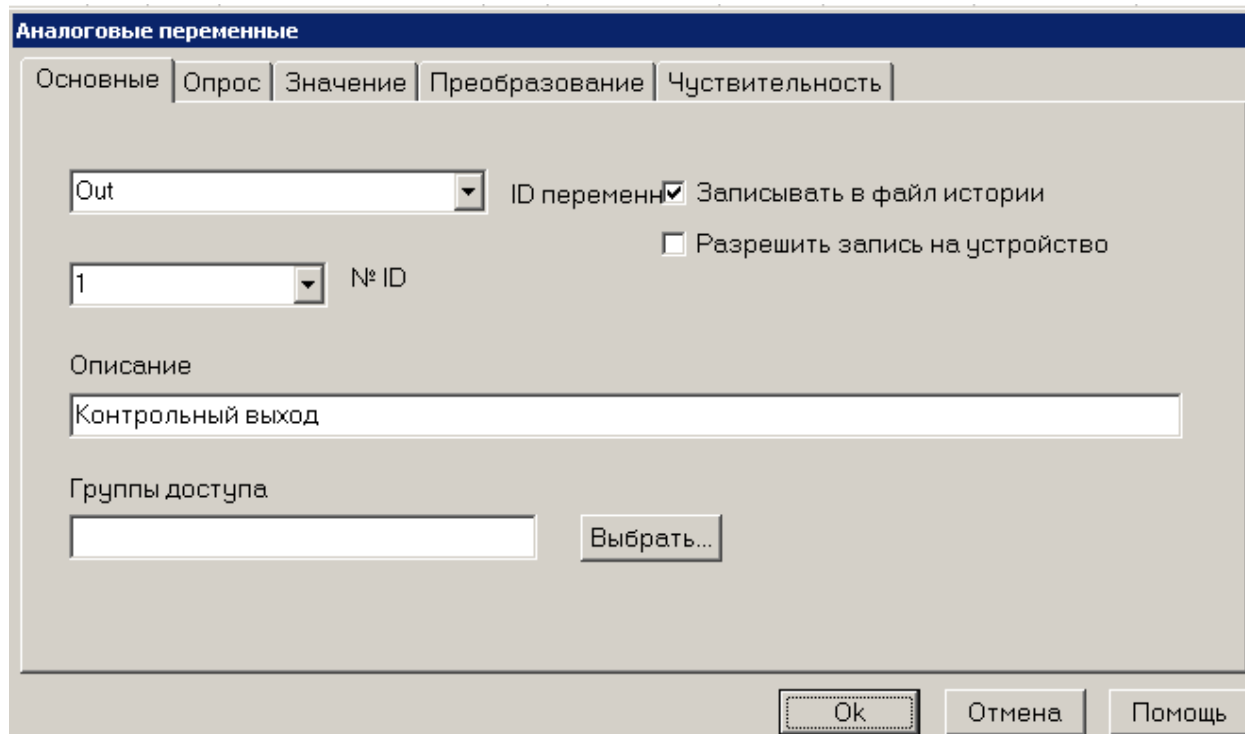 Аналоговые переменные
Основные Опрос Значение Преобразование Чуствительность
Out ID переменн Записывать в файл истории
Разрешить запись на устройство
1 № ID
Описание
Контрольный выход
Группы доступа
Выбрать...
Ok Отмена Помощь